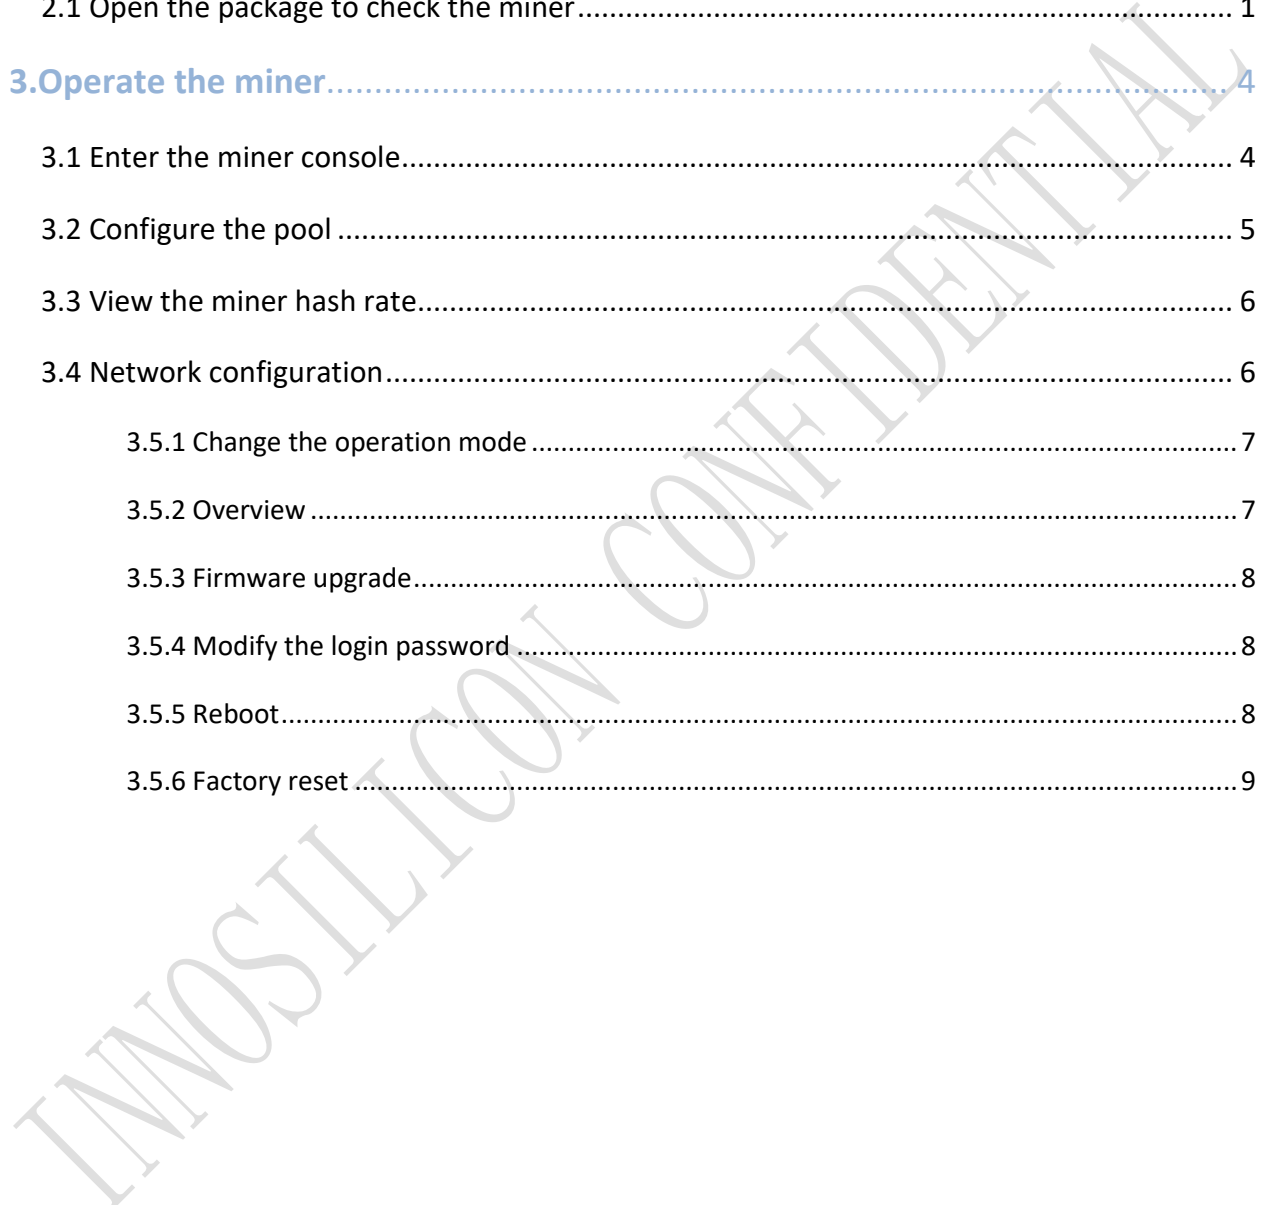 2.1 Open the package to check the miner........................................................................................ 1
3.Operate the miner.................................................................................... 4
3.1 Enter the miner console.............................................................................................................. 4
3.2 Configure the pool ...................................................................................................................... 5
3.3 View the miner hash rate............................................................................................................ 6
3.4 Network configuration................................................................................................................ 6
3.5.1 Change the operation mode ................................................................................................ 7
3.5.2 Overview .............................................................................................................................. 7
3.5.3 Firmware upgrade................................................................................................................ 8
3.5.4 Modify the login password .................................................................................................. 8
3.5.5 Reboot.................................................................................................................................. 8
3.5.6 Factory reset ........................................................................................................................ 9
INNOSILICON CONFIDENTIAL